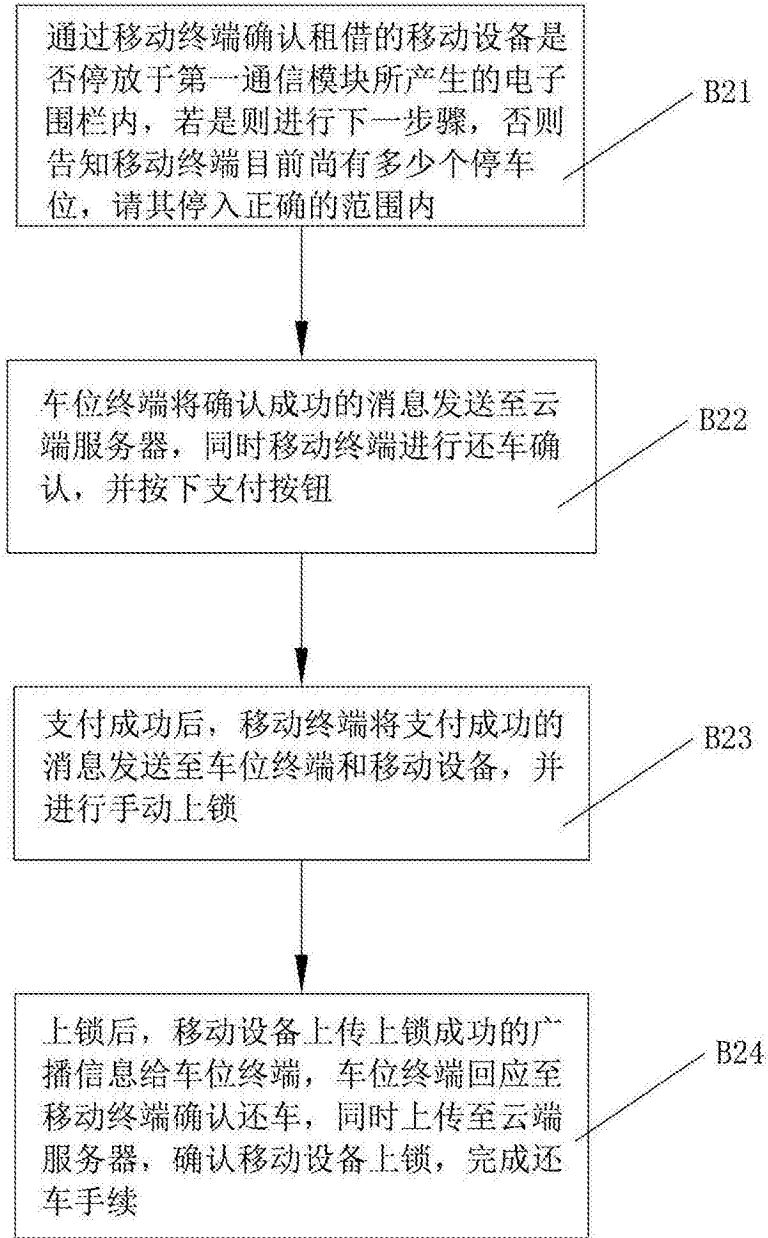 通过移动终端确认租借的移动设备是
否停放于第一通信模块所产生的电子
围栏内，若是则进行下一步骤，否则
告知移动终端目前尚有多少个停车
位，请其停入正确的范围内
B21
车位终端将确认成功的消息发送至云
端服务器，同时移动终端进行还车确
认，并按下支付按钮
B22
支付成功后，移动终端将支付成功的
消息发送至车位终端和移动设备，并
进行手动上锁
B23
上锁后，移动设备上传上锁成功的广
播信息给车位终端，车位终端回应至
移动终端确认还车，同时上传至云端
服务器，确认移动设备上锁，完成还
车手续
B24